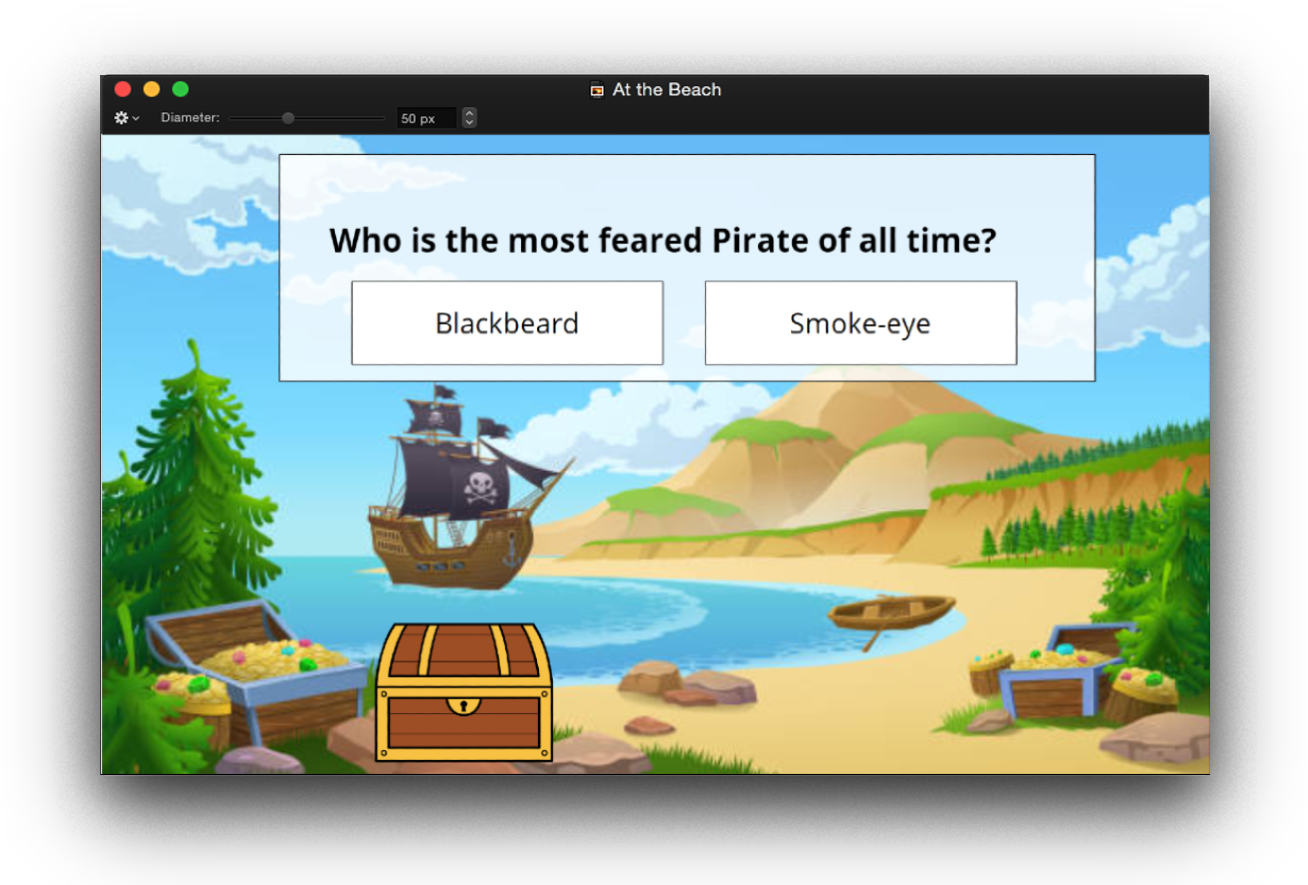 At the Beach
Diameter: 50 px
Who is the most feared Pirate of all time?
Blackbeard Smoke-eye